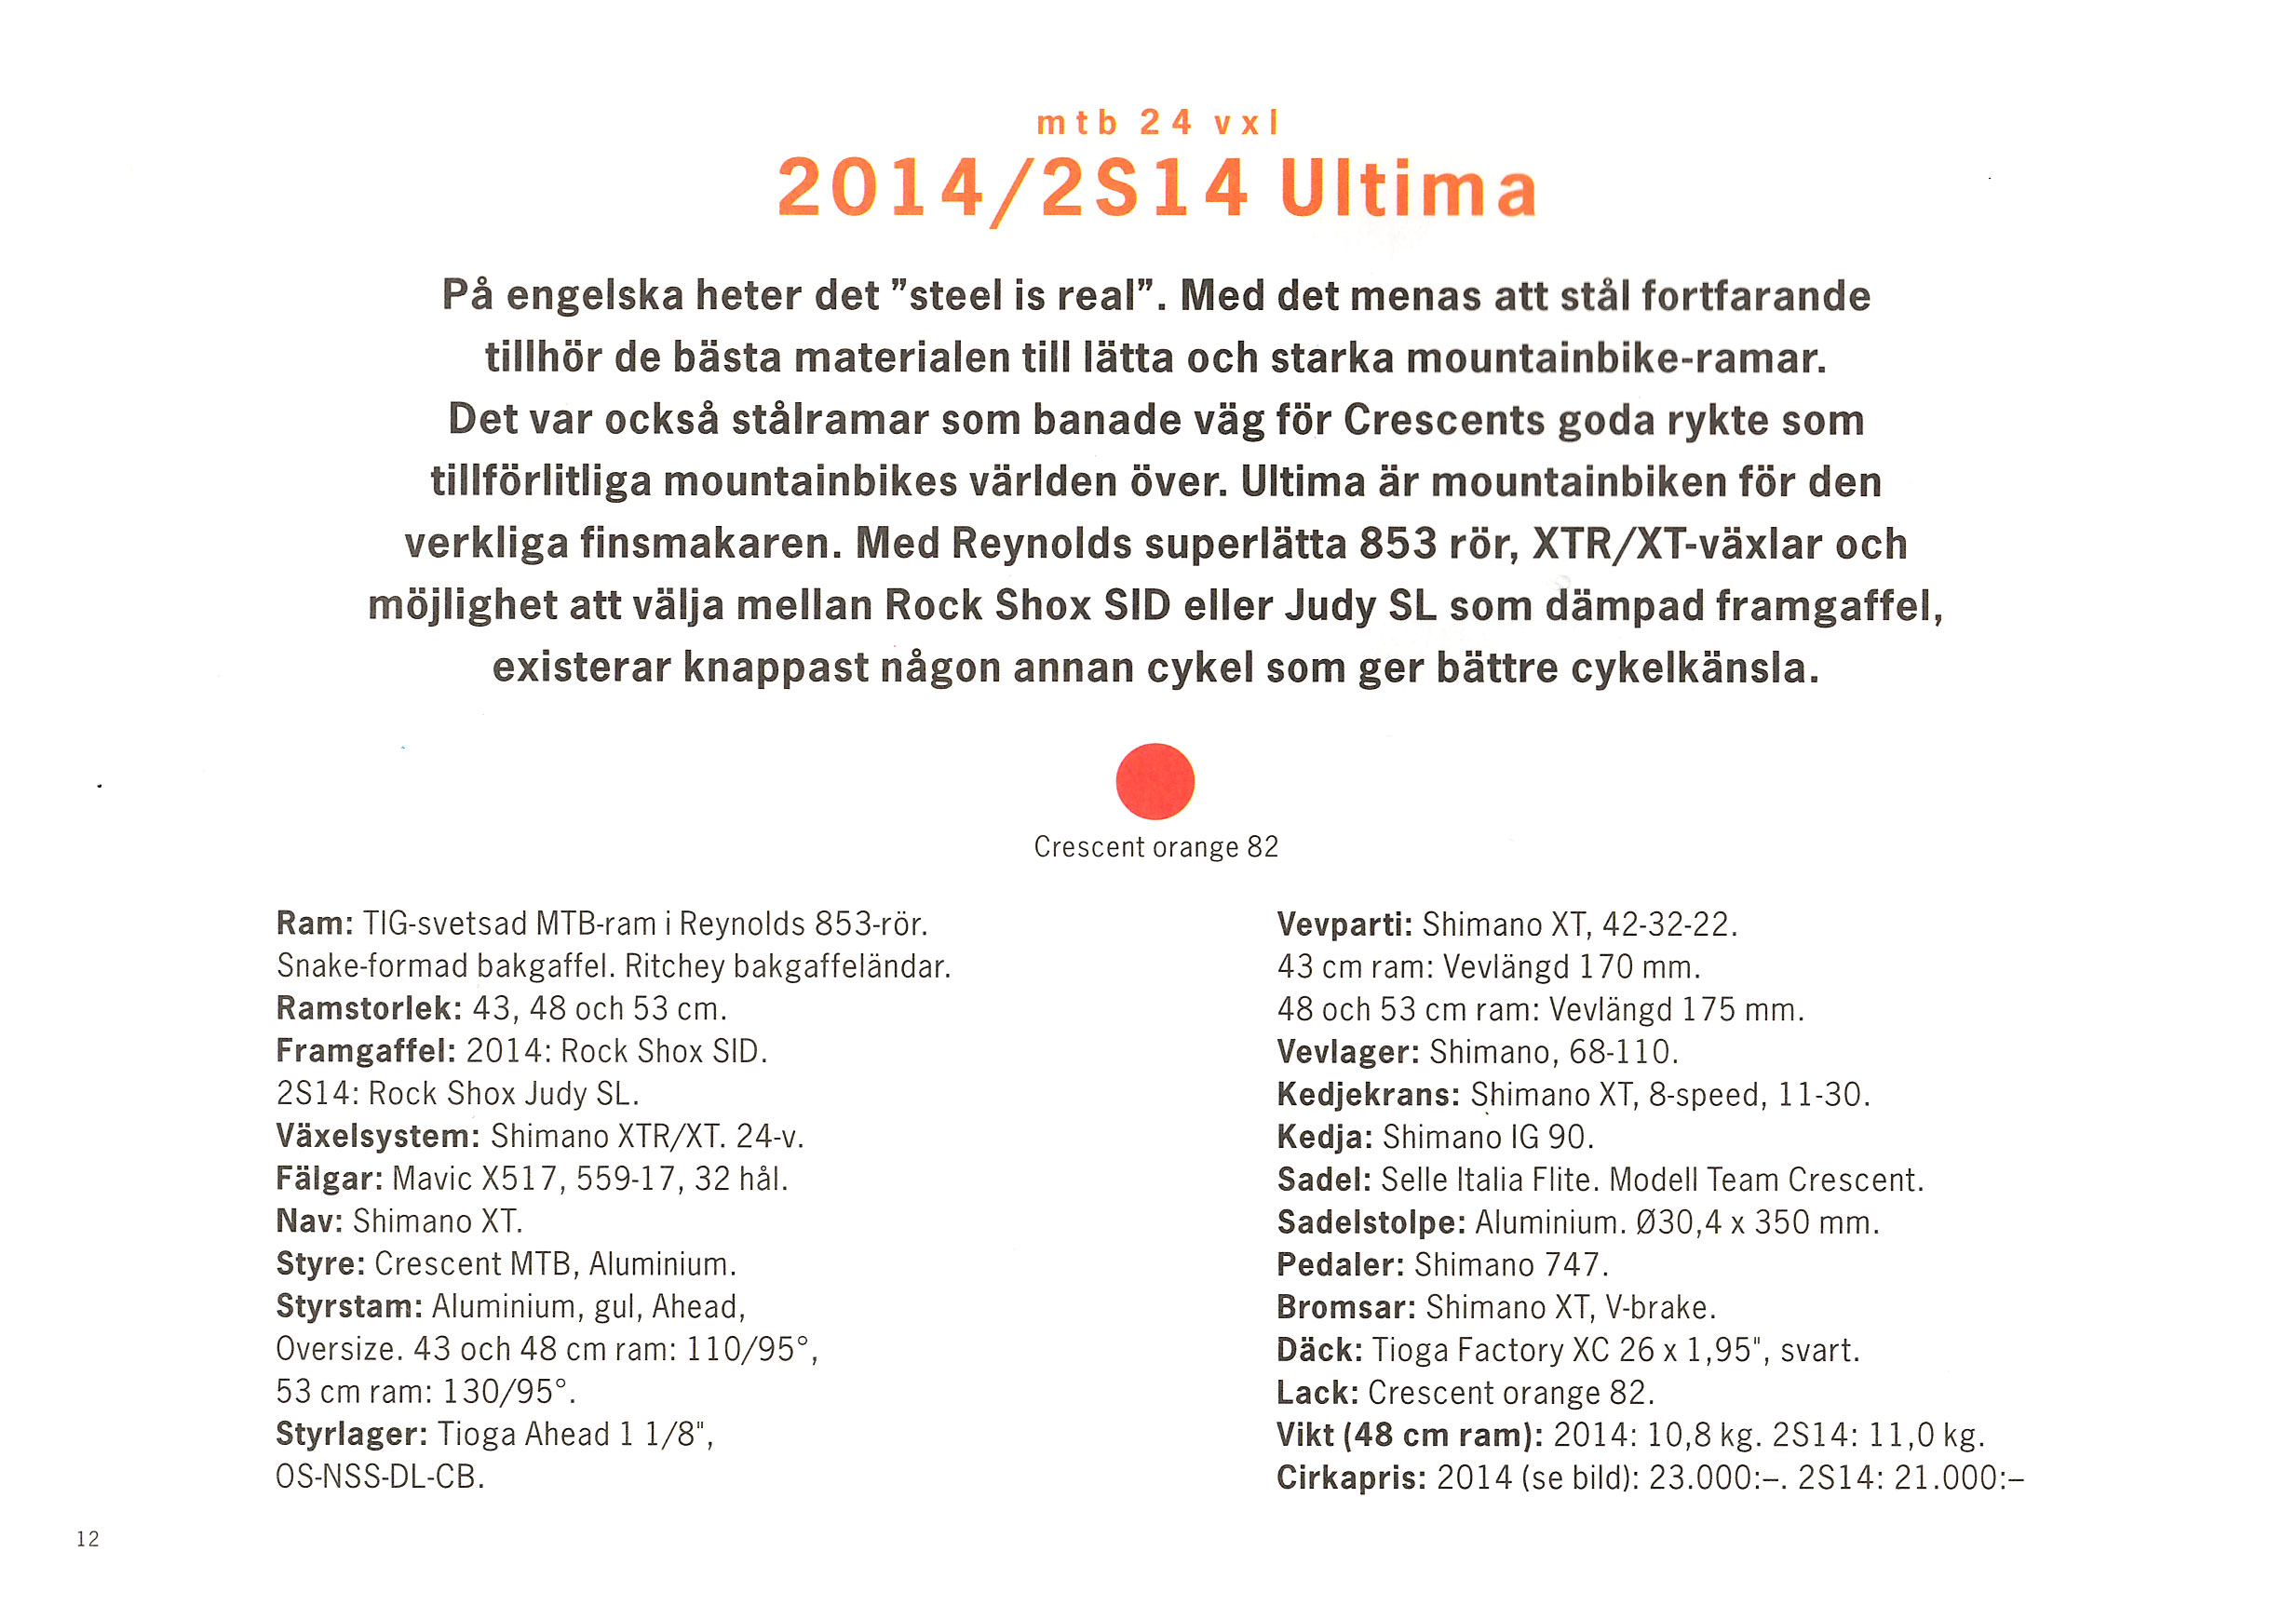 mtb 24 vxl
2014/2S14 Ultima
På engelska heter det ”steel is real”. Med det menas att stål fortfarande
tillhör de bästa materialen till lätta och starka mountainbike-ramar.
Det var också stålramar som banade väg för Crescents goda rykte som
tillförlitliga mountainbikes världen över. Ultima är mountainbiken för den
verkliga finsmakaren. Med Reynolds superlätta 853 rör, XTR/XT-växlar och
möjlighet att välja mellan Rock Shox SID eller Judy SL som dämpad framgaffel,
existerar knappast någon annan cykel som ger bättre cykelkänsla.
Crescent orange 82
Ram: TIG-svetsad MTB-ram i Reynolds 853-rör.
Snake-formad bakgaffel. Ritchey bakgaffeländar.
Ramstorlek: 43, 48 och 53 cm.
Framgaffel: 2014: Rock Shox SID.
2S14: Rock Shox Judy SL.
Växelsystem: Shimano XTR/XT. 24-v.
Fälgar: Mavic X517, 559-17, 32 hål.
Nav: Shimano XT.
Styre: Crescent MTB, Aluminium.
Styrstam: Aluminium, gul, Ahead,
Oversize. 43 och 48 cm ram: 110/95°,
53 cm ram: 130/95°.
Styrlager: Tioga Ahead 1 1/8",
OS-NSS-DL-CB.
Vevparti: Shimano XT, 42-32-22.
43 cm ram: Vevlängd 170 mm.
48 och 53 cm ram: Vevlängd 175 mm.
Vevlager: Shimano, 68-110.
Kedjekrans: Shimano XT, 8-speed, 11-30.
Kedja: Shimano IG 90.
Sadel: Selle Italia Flite. Modell Team Crescent.
Sadelstolpe: Aluminium. Ø30,4 x 350 mm.
Pedaler: Shimano 747.
Bromsar: Shimano XT, V-brake.
Däck: Tioga Factory XC 26 x 1,95", svart.
Lack: Crescent orange 82.
Vikt (48 cm ram): 2014: 10,8 kg. 2S14: 11,0 kg.
Cirkapris: 2014 (se bild): 23.000:–. 2S14: 21.000:–
12